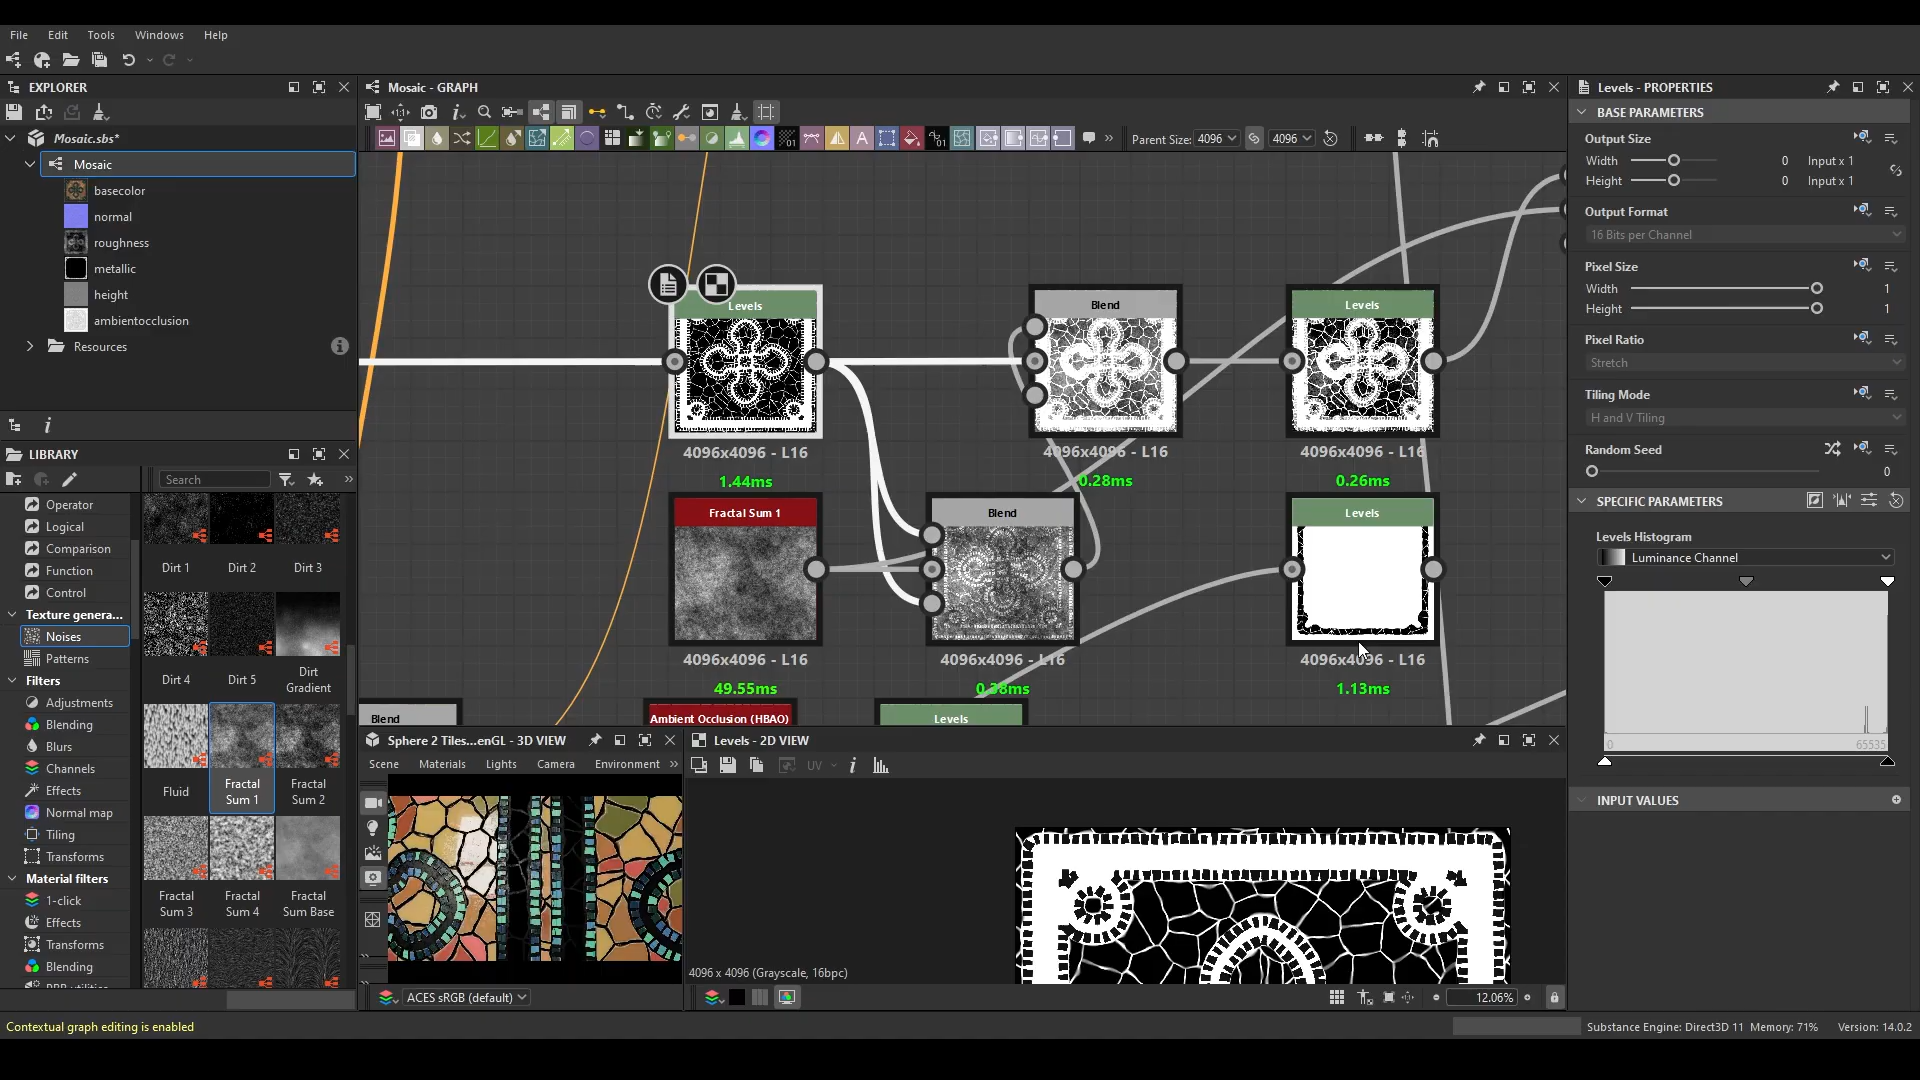 File Edit Tools Windows Help
EXPLORER
Mosaic.sbs*
Mosaic
basecolor
normal
roughness
metallic
height
ambientocclusion
Resources
LIBRARY
Search
Operator
Logical
Comparison
Function
Control
Texture genera...
Noises
Patterns
Filters
Adjustments
Blending
Blurs
Channels
Effects
Normal map
Tiling
Transforms
Material filters
1-click
Effects
Transforms
Blending
Dirt 1 Dirt 2 Dirt 3
Dirt 4 Dirt 5 Dirt Gradient
Fluid Fractal Sum 1 Fractal Sum 2
Fractal Sum 3 Fractal Sum 4 Fractal Sum Base
Mosaic - GRAPH
Parent Size: 4096 4096
Levels
4096x4096 - L16
1.44ms
Blend
4096x4096 - L16
0.28ms
Levels
4096x4096 - L16
0.26ms
Fractal Sum 1
4096x4096 - L16
49.55ms
Blend
4096x4096 - L16
0.38ms
Levels
4096x4096 - L16
1.13ms
Blend
Ambient Occlusion (HBAO)
Levels
Sphere 2 Tiles...enGL - 3D VIEW
Scene Materials Lights Camera Environment
ACES sRGB (default)
Levels - 2D VIEW
UV
4096 x 4096 (Grayscale, 16bpc)
12.06%
Levels - PROPERTIES
BASE PARAMETERS
Output Size
Width 0 Input x 1
Height 0 Input x 1
Output Format
16 Bits per Channel
Pixel Size
Width 1
Height 1
Pixel Ratio
Stretch
Tiling Mode
H and V Tiling
Random Seed
0
SPECIFIC PARAMETERS
Levels Histogram
Luminance Channel
0 65535
INPUT VALUES
Contextual graph editing is enabled
Substance Engine: Direct3D 11 Memory: 71% Version: 14.0.2